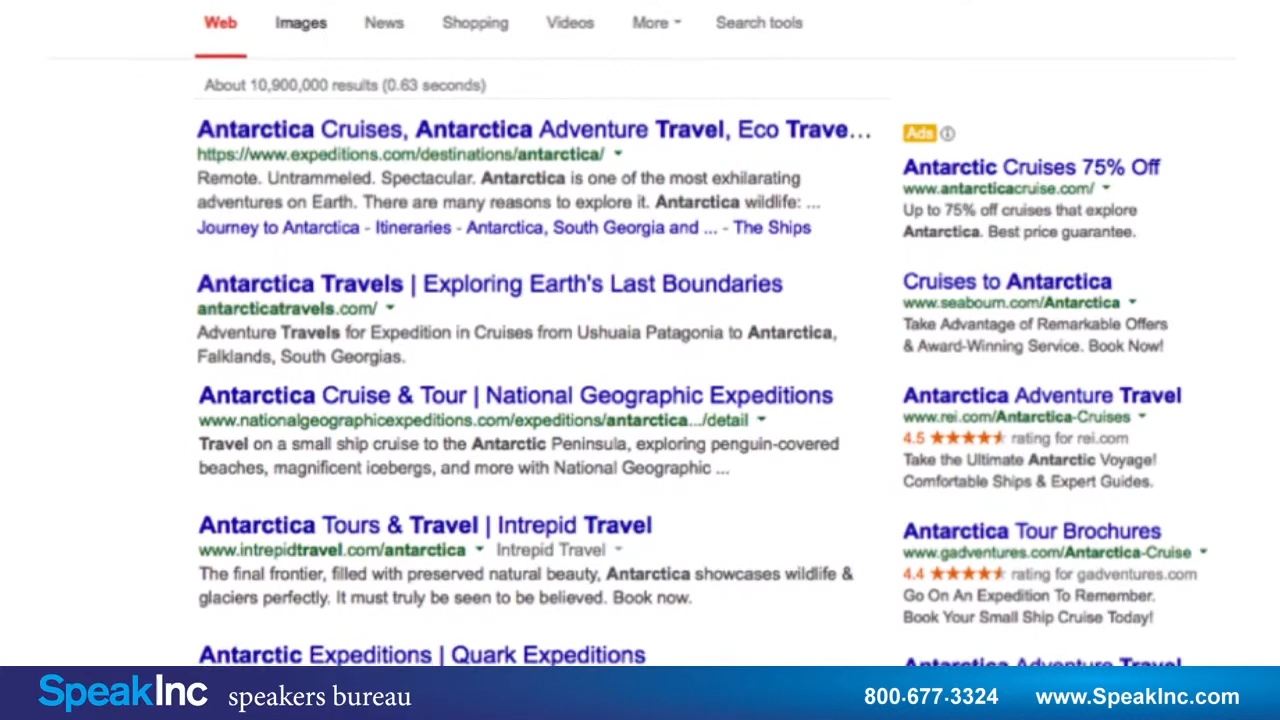 Web Images News Shopping Videos More Search tools
About 10,900,000 results (0.63 seconds)
Antarctica Cruises, Antarctica Adventure Travel, Eco Trave...
https://www.expeditions.com/destinations/antarctica/
Remote. Untrammeled. Spectacular. Antarctica is one of the most exhilarating
adventures on Earth. There are many reasons to explore it. Antarctica wildlife: ...
Journey to Antarctica - Itineraries - Antarctica, South Georgia and ... - The Ships
Antarctica Travels | Exploring Earth's Last Boundaries
antarcticatravels.com/
Adventure Travels for Expedition in Cruises from Ushuaia Patagonia to Antarctica,
Falklands, South Georgias.
Antarctica Cruise & Tour | National Geographic Expeditions
www.nationalgeographicexpeditions.com/expeditions/antarctica.../detail
Travel on a small ship cruise to the Antarctic Peninsula, exploring penguin-covered
beaches, magnificent icebergs, and more with National Geographic ...
Antarctica Tours & Travel | Intrepid Travel
www.intrepidtravel.com/antarctica Intrepid Travel
The final frontier, filled with preserved natural beauty, Antarctica showcases wildlife &
glaciers perfectly. It must truly be seen to be believed. Book now.
Antarctic Expeditions | Quark Expeditions
Ads
Antarctic Cruises 75% Off
www.antarcticacruise.com/
Up to 75% off cruises that explore
Antarctica. Best price guarantee.
Cruises to Antarctica
www.seabourn.com/Antarctica
Take Advantage of Remarkable Offers
& Award-Winning Service. Book Now!
Antarctica Adventure Travel
www.rei.com/Antarctica-Cruises
4.5 ★★★★★ rating for rei.com
Take the Ultimate Antarctic Voyage!
Comfortable Ships & Expert Guides.
Antarctica Tour Brochures
www.gadventures.com/Antarctica-Cruise
4.4 ★★★★★ rating for gadventures.com
Go On An Expedition To Remember.
Book Your Small Ship Cruise Today!
Antarctica Adventure Travel
SpeakInc speakers bureau
800·677·3324 www.SpeakInc.com